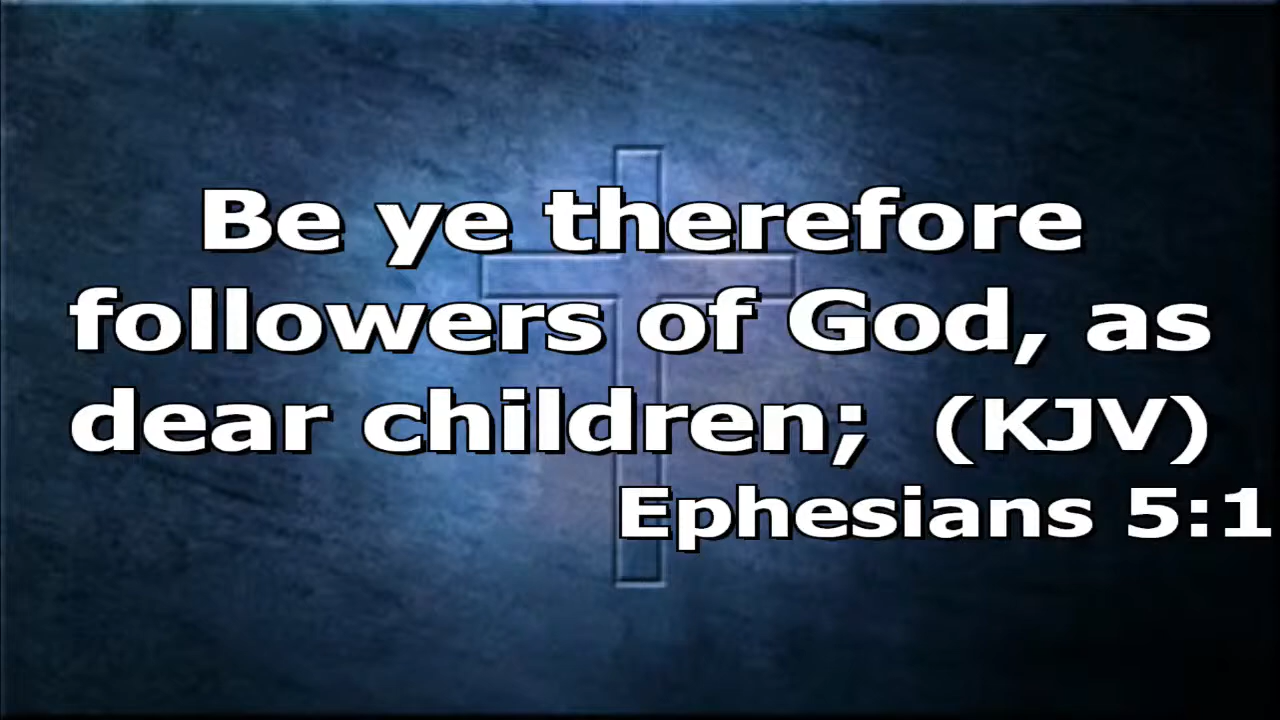 Be ye therefore
followers of God, as
dear children; (KJV)
Ephesians 5:1